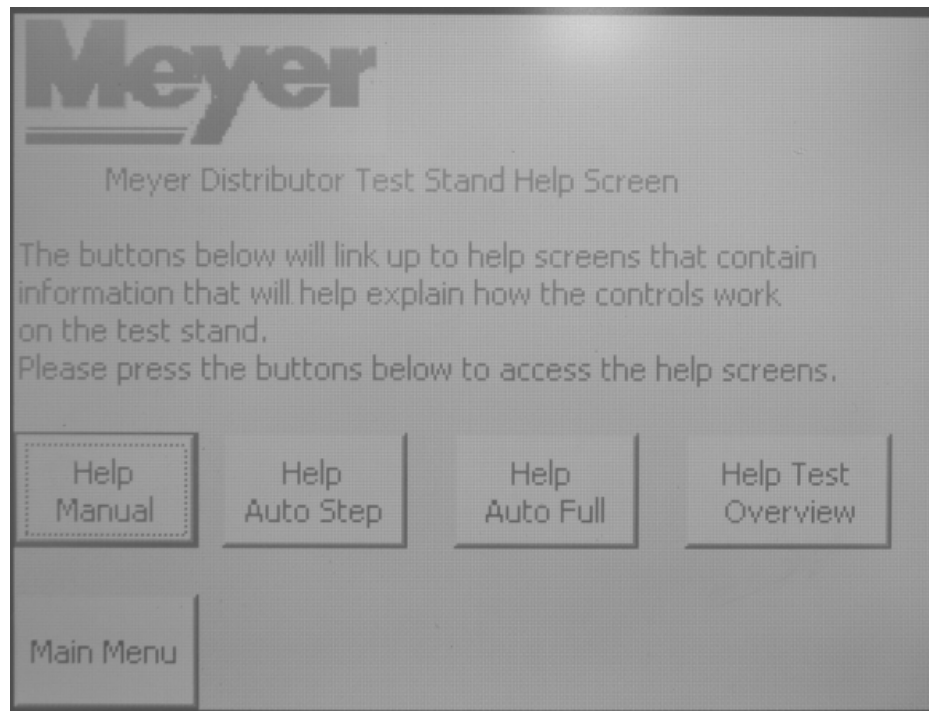 Meyer
Meyer Distributor Test Stand Help Screen
The buttons below will link up to help screens that contain
information that will help explain how the controls work
on the test stand.
Please press the buttons below to access the help screens.
Help
Manual
Help
Auto Step
Help
Auto Full
Help Test
Overview
Main Menu